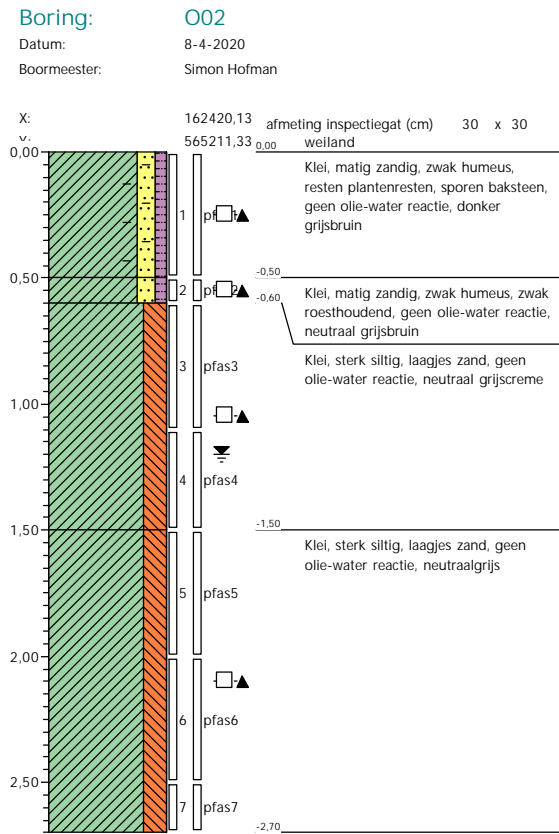 Boring: O02
Datum: 8-4-2020
Boormeester: Simon Hofman
X: 162420,13
565211,33
afmeting inspectiegat (cm) 30 x 30
0,00 0,00 weiland
Klei, matig zandig, zwak humeus,
resten plantenresten, sporen baksteen,
geen olie-water reactie, donker
grijsbruin
1
0,50 -0,50
2
-0,60
Klei, matig zandig, zwak humeus, zwak
roesthoudend, geen olie-water reactie,
neutraal grijsbruin
Klei, sterk siltig, laagjes zand, geen
olie-water reactie, neutraal grijscreme
3 pfas3
1,00
4 pfas4
1,50 -1,50
Klei, sterk siltig, laagjes zand, geen
olie-water reactie, neutraalgrijs
5 pfas5
2,00
6 pfas6
2,50
7 pfas7
-2,70